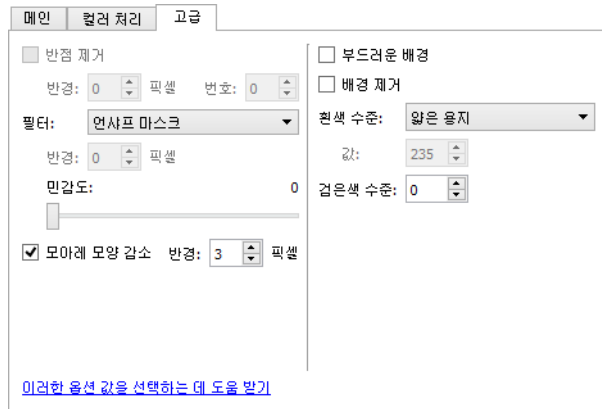 메인 컬러 처리 고급
반점 제거
반경: 0 픽셀 번호: 0
필터: 언샤프 마스크
반경: 0 픽셀
민감도: 0
모아레 모양 감소 반경: 3 픽셀
이러한 옵션 값을 선택하는 데 도움 받기
부드러운 배경
배경 제거
흰색 수준: 얇은 용지
값: 235
검은색 수준: 0